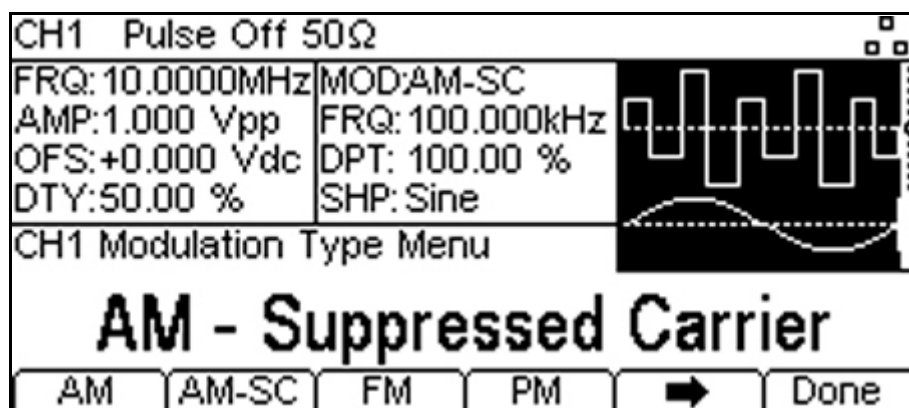 CH1 Pulse Off 50Ω
FRQ:10.0000MHz
AMP:1.000 Vpp
OFS:+0.000 Vdc
DTY:50.00 %
MOD:AM-SC
FRQ:100.000kHz
DPT: 100.00 %
SHP: Sine
CH1 Modulation Type Menu
AM - Suppressed Carrier
AM AM-SC FM PM Done